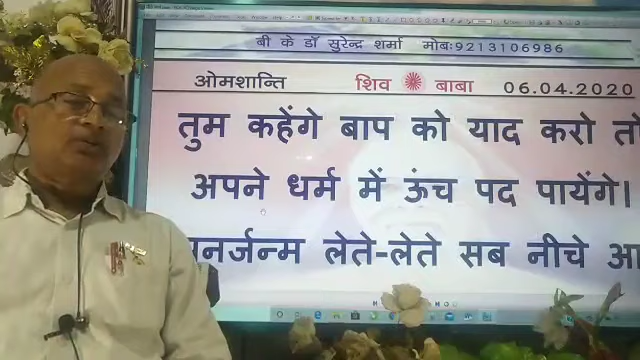 बी के डॉ सुरेन्द्र शर्मा मोबः9213106986
ओमशान्ति शिव बाबा 06.04.2020
तुम कहेंगे बाप को याद करो तो
अपने धर्म में ऊंच पद पायेंगे।
लेते-लेते सब नीचे